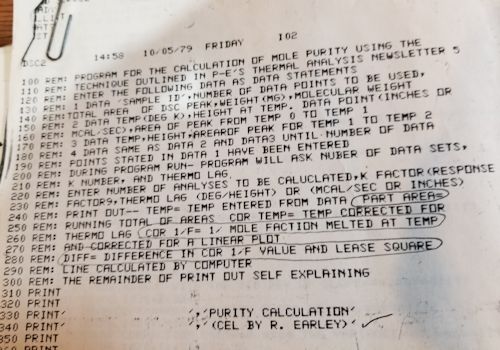 DSC2 14:58 10/05/79 FRIDAY 102
100 REM: PROGRAM FOR THE CALCULATION OF MOLE PURITY USING THE
110 REM: TECHNIQUE OUTLINED IN P-E'S THERMAL ANALYSIS NEWSLETTER 5
120 REM: ENTER THE FOLLOWING DATA AS DATA STATEMENTS
130 REM: 1 DATA 'SAMPLE ID',NUMBER OF DATA POINTS TO BE USED,
140 REM:TOTAL AREA OF DSC PEAK,WEIGHT(MG),MOLECULAR WEIGHT
150 REM: 2 DATA TEMP(DEG K),HEIGHT AT TEMP. DATA POINT(INCHES OR
160 REM: MCAL/SEC),AREA OF PEAK FROM TEMP 0 TO TEMP 1
170 REM: 3 DATA TEMP,HEIGHT,AREAROF PEAK FOR TEMP 1 TO TEMP 2
180 REM: 4 DATA SAME AS DATA 2 AND DATA3 UNTIL NUMBER OF DATA
190 REM: POINTS STATED IN DATA 1 HAVE BEEN ENTERED
200 REM: DURING PROGRAM RUN- PROGRAM WILL ASK NUBER OF DATA SETS,
210 REM: K NUMBER, AND THERMO LAG
220 REM: ENTER NUMBER OF ANALYSES TO BE CALUCLATED,K FACTOR(RESPONSE
230 REM: FACTOR), THERMO LAG (DEG/HEIGHT) OR (MCAL/SEC OR INCHES)
240 REM: PRINT OUT-- TEMP= TEMP ENTERED FROM DATA (PART AREA=
250 REM: RUNNING TOTAL OF AREAS COR TEMP= TEMP CORRECTED FOR
260 REM: THERMO LAG (COR 1/F= 1/ MOLE FACTION MELTED AT TEMP
270 REM: AND CORRECTED FOR A LINEAR PLOT
280 REM: (DIFF= DIFFERENCE IN COR 1/F VALUE AND LEASE SQUARE
290 REM: LINE CALCULATED BY COMPUTER
300 REM: THE REMAINDER OF PRINT OUT SELF EXPLAINING
310 PRINT
320 PRINT
330 PRINT' ','PURITY CALCULATION'
340 PRINT' ','(CEL BY R. EARLEY)'
350 PRINT
PRINT